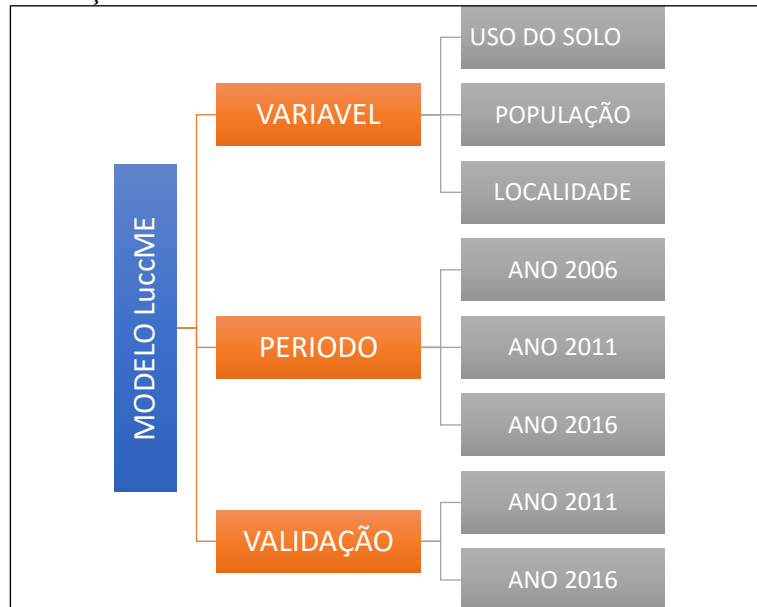 MODELO LuccME
VARIAVEL
USO DO SOLO
POPULAÇÃO
LOCALIDADE
PERIODO
ANO 2006
ANO 2011
ANO 2016
VALIDAÇÃO
ANO 2011
ANO 2016